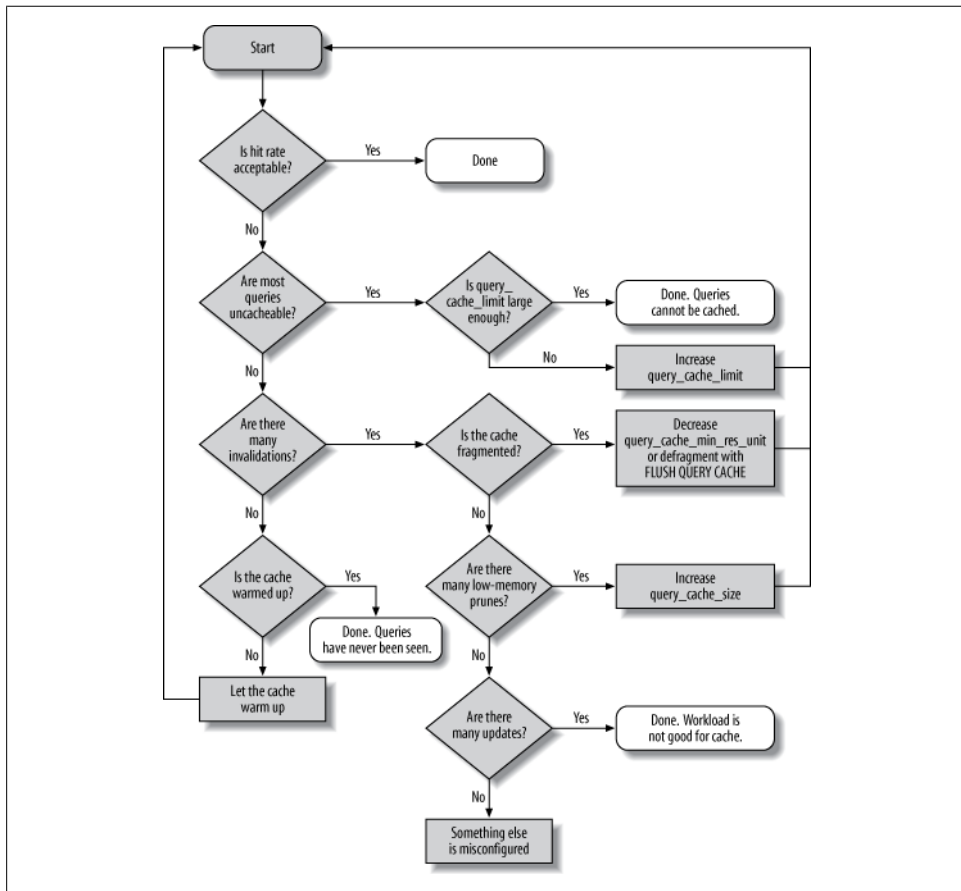 Start
Is hit rate
acceptable?
Yes
Done
No
Are most
queries
uncacheable?
Yes
Is query_
cache_limit large
enough?
Yes
Done. Queries
cannot be cached.
No
Increase
query_cache_limit
No
Are there
many
invalidations?
Yes
Is the cache
fragmented?
Yes
Decrease
query_cache_min_res_unit
or defragment with
FLUSH QUERY CACHE
No
No
Is the cache
warmed up?
Yes
Done. Queries
have never been seen.
Are there
many low-memory
prunes?
Yes
Increase
query_cache_size
No
Let the cache
warm up
No
Are there
many updates?
Yes
Done. Workload is
not good for cache.
No
Something else
is misconfigured